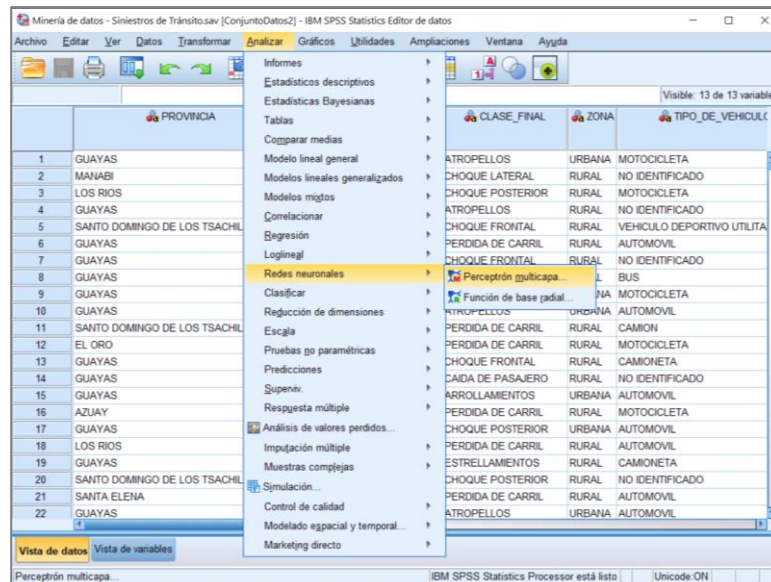 Minería de datos - Siniestros de Tránsito.sav [ConjuntoDatos2] - IBM SPSS Statistics Editor de datos
Archivo Editar Ver Datos Transformar Analizar Gráficos Utilidades Ampliaciones Ventana Ayuda
Visible: 13 de 13 variable
PROVINCIA CLASE_FINAL ZONA TIPO_DE_VEHICULO
1 GUAYAS ATROPELLOS URBANA MOTOCICLETA
2 MANABI CHOQUE LATERAL RURAL NO IDENTIFICADO
3 LOS RIOS CHOQUE POSTERIOR RURAL MOTOCICLETA
4 GUAYAS ATROPELLOS RURAL NO IDENTIFICADO
5 SANTO DOMINGO DE LOS TSACHIL CHOQUE FRONTAL RURAL VEHICULO DEPORTIVO UTILITA
6 GUAYAS PERDIDA DE CARRIL RURAL AUTOMOVIL
7 GUAYAS CHOQUE FRONTAL RURAL NO IDENTIFICADO
8 GUAYAS L BUS
9 GUAYAS NA MOTOCICLETA
10 GUAYAS ATROPELLOS URBANA AUTOMOVIL
11 SANTO DOMINGO DE LOS TSACHIL PERDIDA DE CARRIL RURAL CAMION
12 EL ORO PERDIDA DE CARRIL RURAL MOTOCICLETA
13 GUAYAS CHOQUE FRONTAL RURAL CAMIONETA
14 GUAYAS CAIDA DE PASAJERO RURAL NO IDENTIFICADO
15 GUAYAS ARROLLAMIENTOS URBANA AUTOMOVIL
16 AZUAY PERDIDA DE CARRIL RURAL MOTOCICLETA
17 GUAYAS CHOQUE POSTERIOR URBANA AUTOMOVIL
18 LOS RIOS PERDIDA DE CARRIL RURAL AUTOMOVIL
19 GUAYAS ESTRELLAMIENTOS RURAL CAMIONETA
20 SANTO DOMINGO DE LOS TSACHIL CHOQUE POSTERIOR RURAL NO IDENTIFICADO
21 SANTA ELENA PERDIDA DE CARRIL RURAL AUTOMOVIL
22 GUAYAS ATROPELLOS URBANA AUTOMOVIL
Informes
Estadísticos descriptivos
Estadísticas Bayesianas
Tablas
Comparar medias
Modelo lineal general
Modelos lineales generalizados
Modelos mixtos
Correlacionar
Regresión
Loglineal
Redes neuronales
Clasificar
Reducción de dimensiones
Escala
Pruebas no paramétricas
Predicciones
Superviv.
Respuesta múltiple
Análisis de valores perdidos...
Imputación múltiple
Muestras complejas
Simulación...
Control de calidad
Modelado espacial y temporal...
Marketing directo
Perceptrón multicapa...
Función de base radial...
Vista de datos Vista de variables
Perceptrón multicapa... IBM SPSS Statistics Processor está listo Unicode:ON